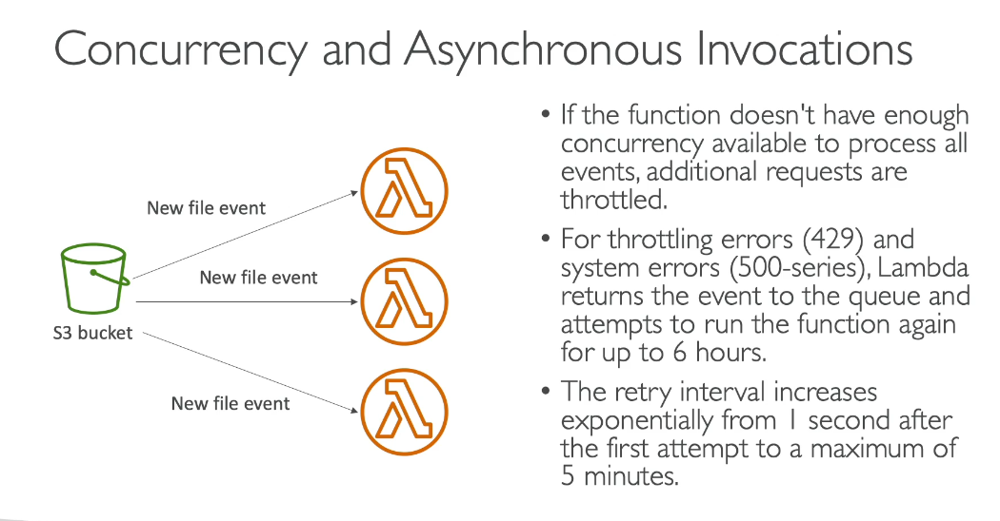 Concurrency and Asynchronous Invocations
New file event
New file event
S3 bucket
New file event
• If the function doesn't have enough
concurrency available to process all
events, additional requests are
throttled.
• For throttling errors (429) and
system errors (500-series), Lambda
returns the event to the queue and
attempts to run the function again
for up to 6 hours.
• The retry interval increases
exponentially from 1 second after
the first attempt to a maximum of
5 minutes.